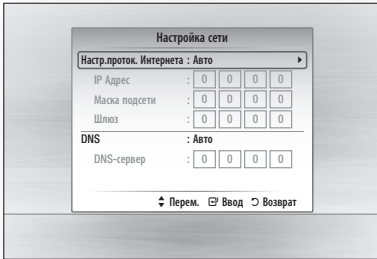 Настройка сети
Настр.проток. Интернета : Авто
IP Адрес : 0 0 0 0
Маска подсети : 0 0 0 0
Шлюз : 0 0 0 0
DNS : Авто
DNS-сервер : 0 0 0 0
Перем. Ввод Возврат